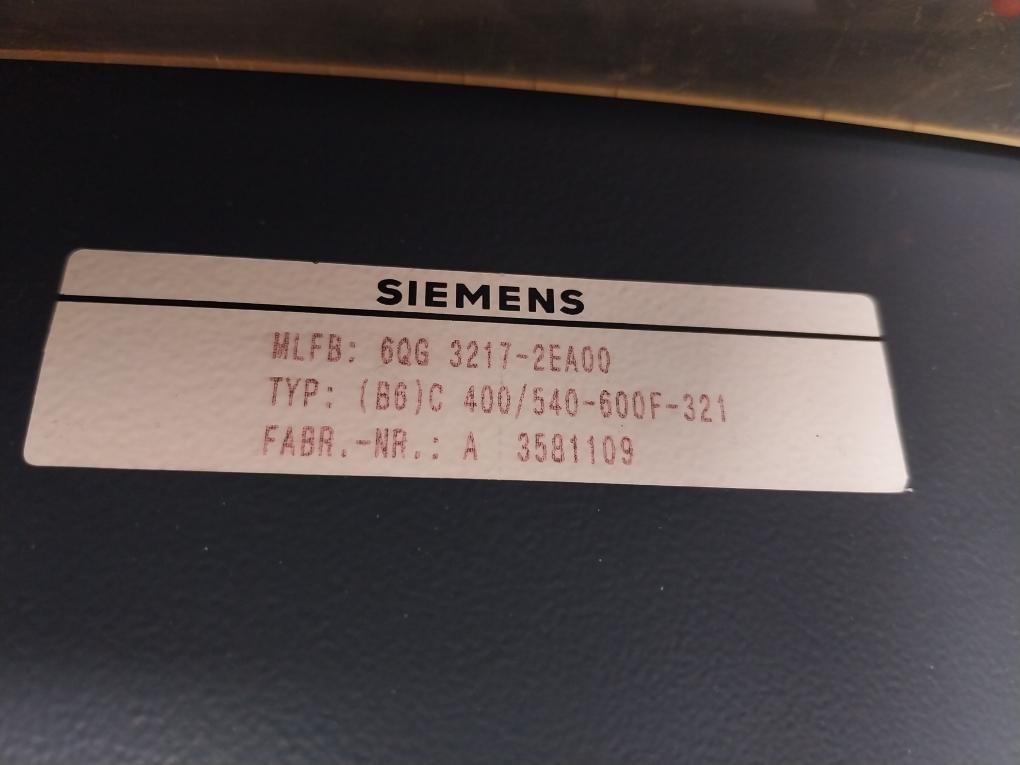 SIEMENS
MLFB: 6QG 3217-2EA00
TYP: (B6)C 400/540-600F-321
FABR.-NR.: A 3581109